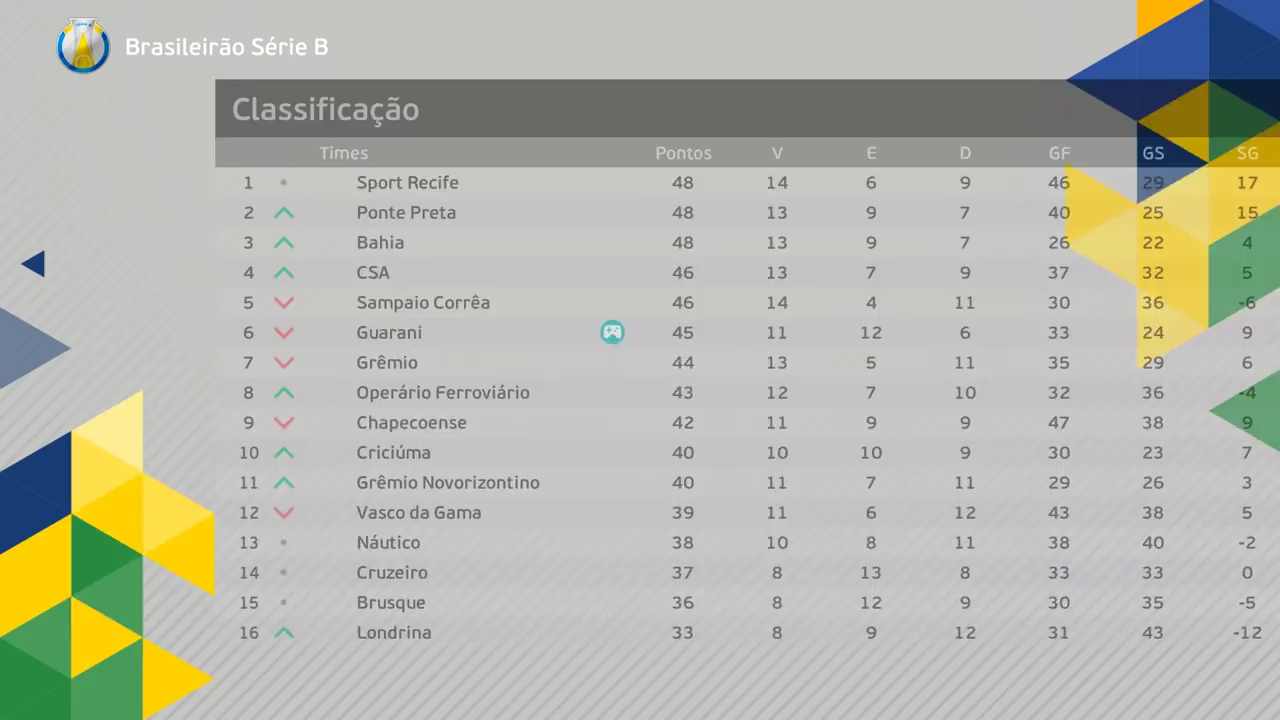 Brasileirão Série B
Classificação
Times Pontos V E D GF GS SG
1 Sport Recife 48 14 6 9 46 29 17
2 Ponte Preta 48 13 9 7 40 25 15
3 Bahia 48 13 9 7 26 22 4
4 CSA 46 13 7 9 37 32 5
5 Sampaio Corrêa 46 14 4 11 30 36 -6
6 Guarani 45 11 12 6 33 24 9
7 Grêmio 44 13 5 11 35 29 6
8 Operário Ferroviário 43 12 7 10 32 36 -4
9 Chapecoense 42 11 9 9 47 38 9
10 Criciúma 40 10 10 9 30 23 7
11 Grêmio Novorizontino 40 11 7 11 29 26 3
12 Vasco da Gama 39 11 6 12 43 38 5
13 Náutico 38 10 8 11 38 40 -2
14 Cruzeiro 37 8 13 8 33 33 0
15 Brusque 36 8 12 9 30 35 -5
16 Londrina 33 8 9 12 31 43 -12